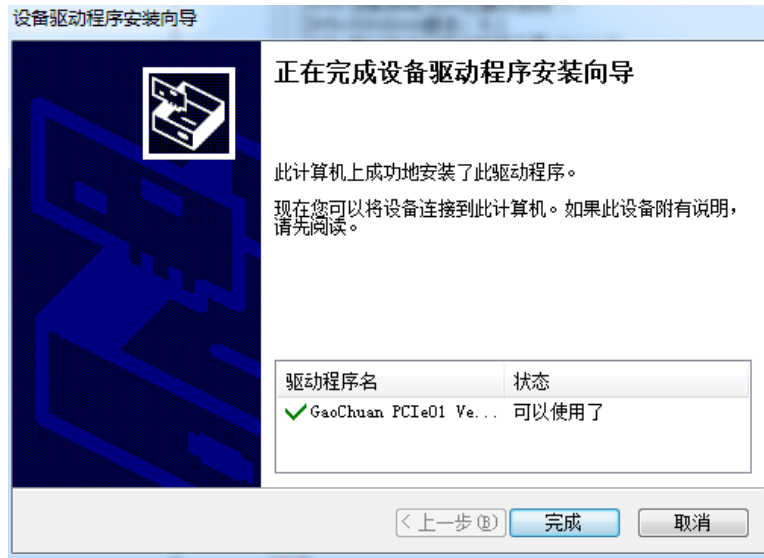 设备驱动程序安装向导
正在完成设备驱动程序安装向导
此计算机上成功地安装了此驱动程序。
现在您可以将设备连接到此计算机。如果此设备附有说明，
请先阅读。
驱动程序名 状态
GaoChuan PCIe01 Ve... 可以使用了
< 上一步(B) 完成 取消